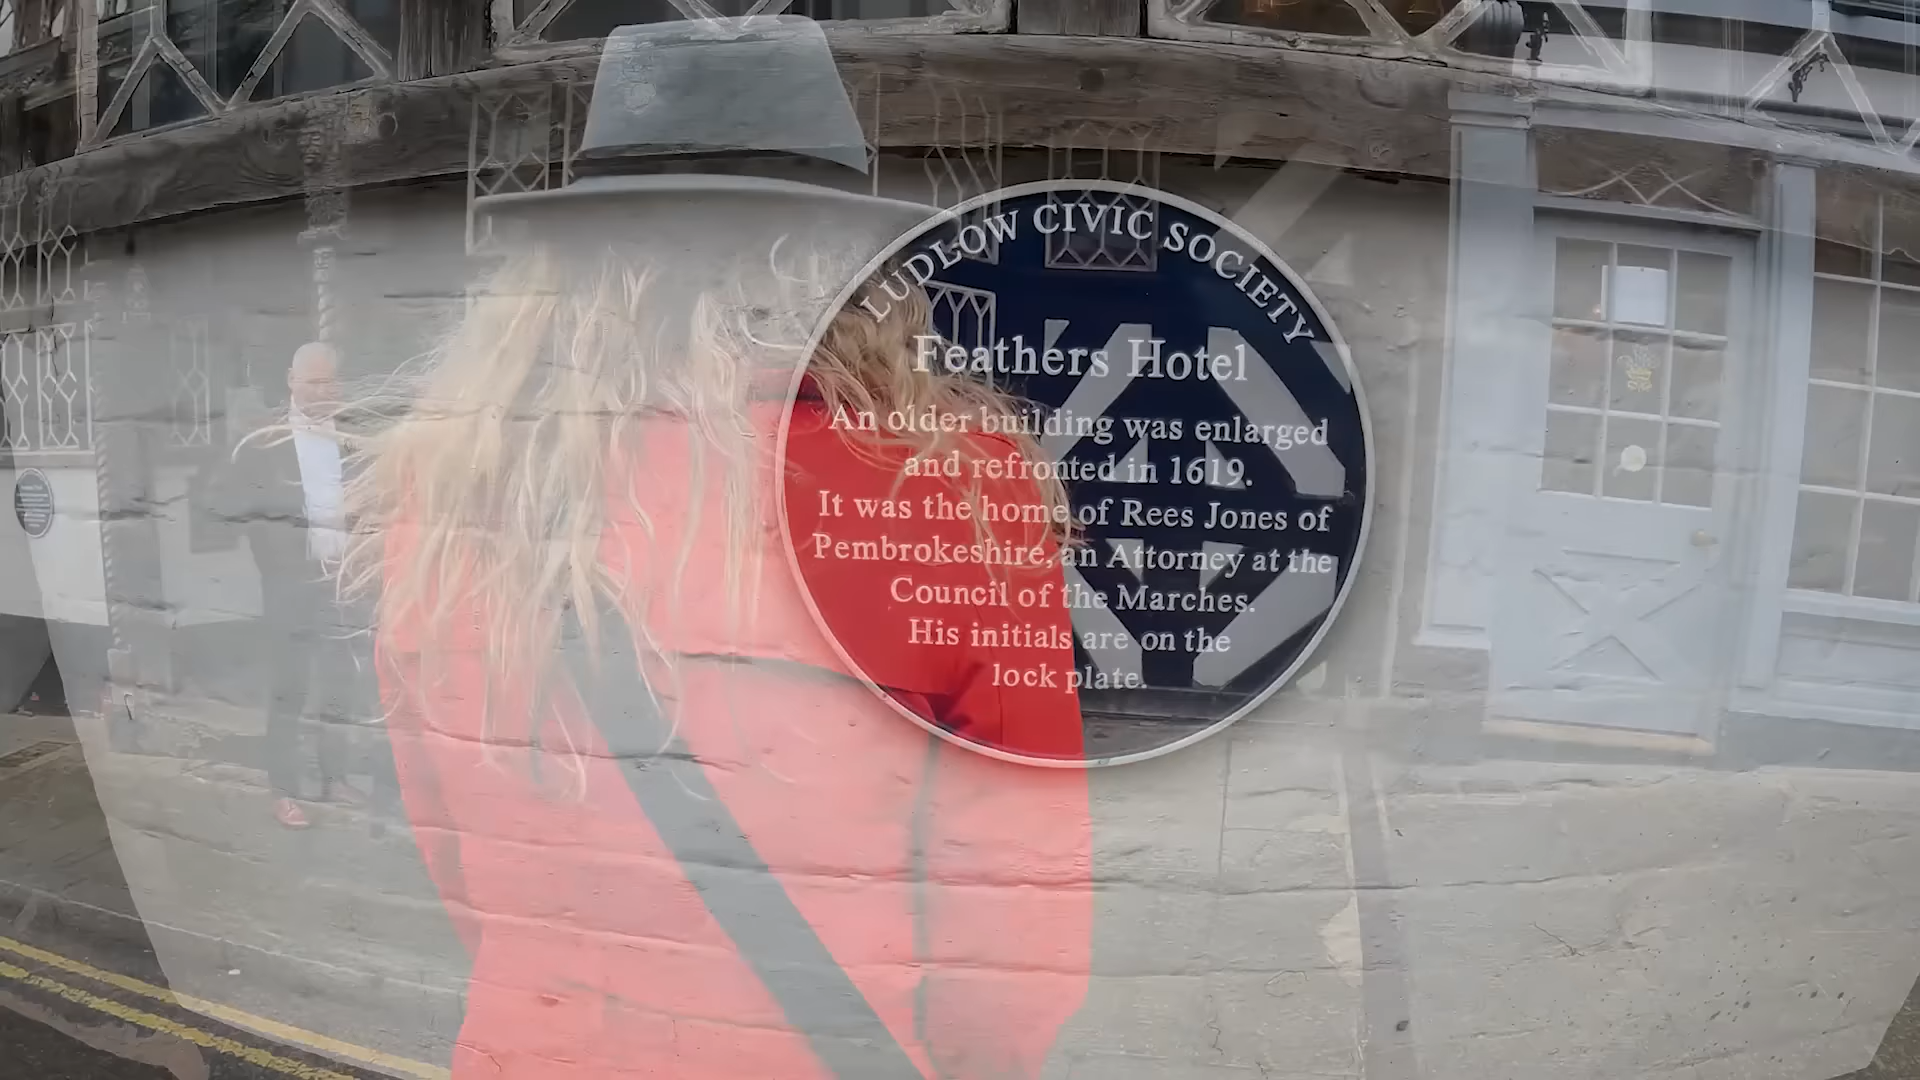 LUDLOW CIVIC SOCIETY
Feathers Hotel
An older building was enlarged
and refronted in 1619.
It was the home of Rees Jones of
Pembrokeshire, an Attorney at the
Council of the Marches.
His initials are on the
lock plate.